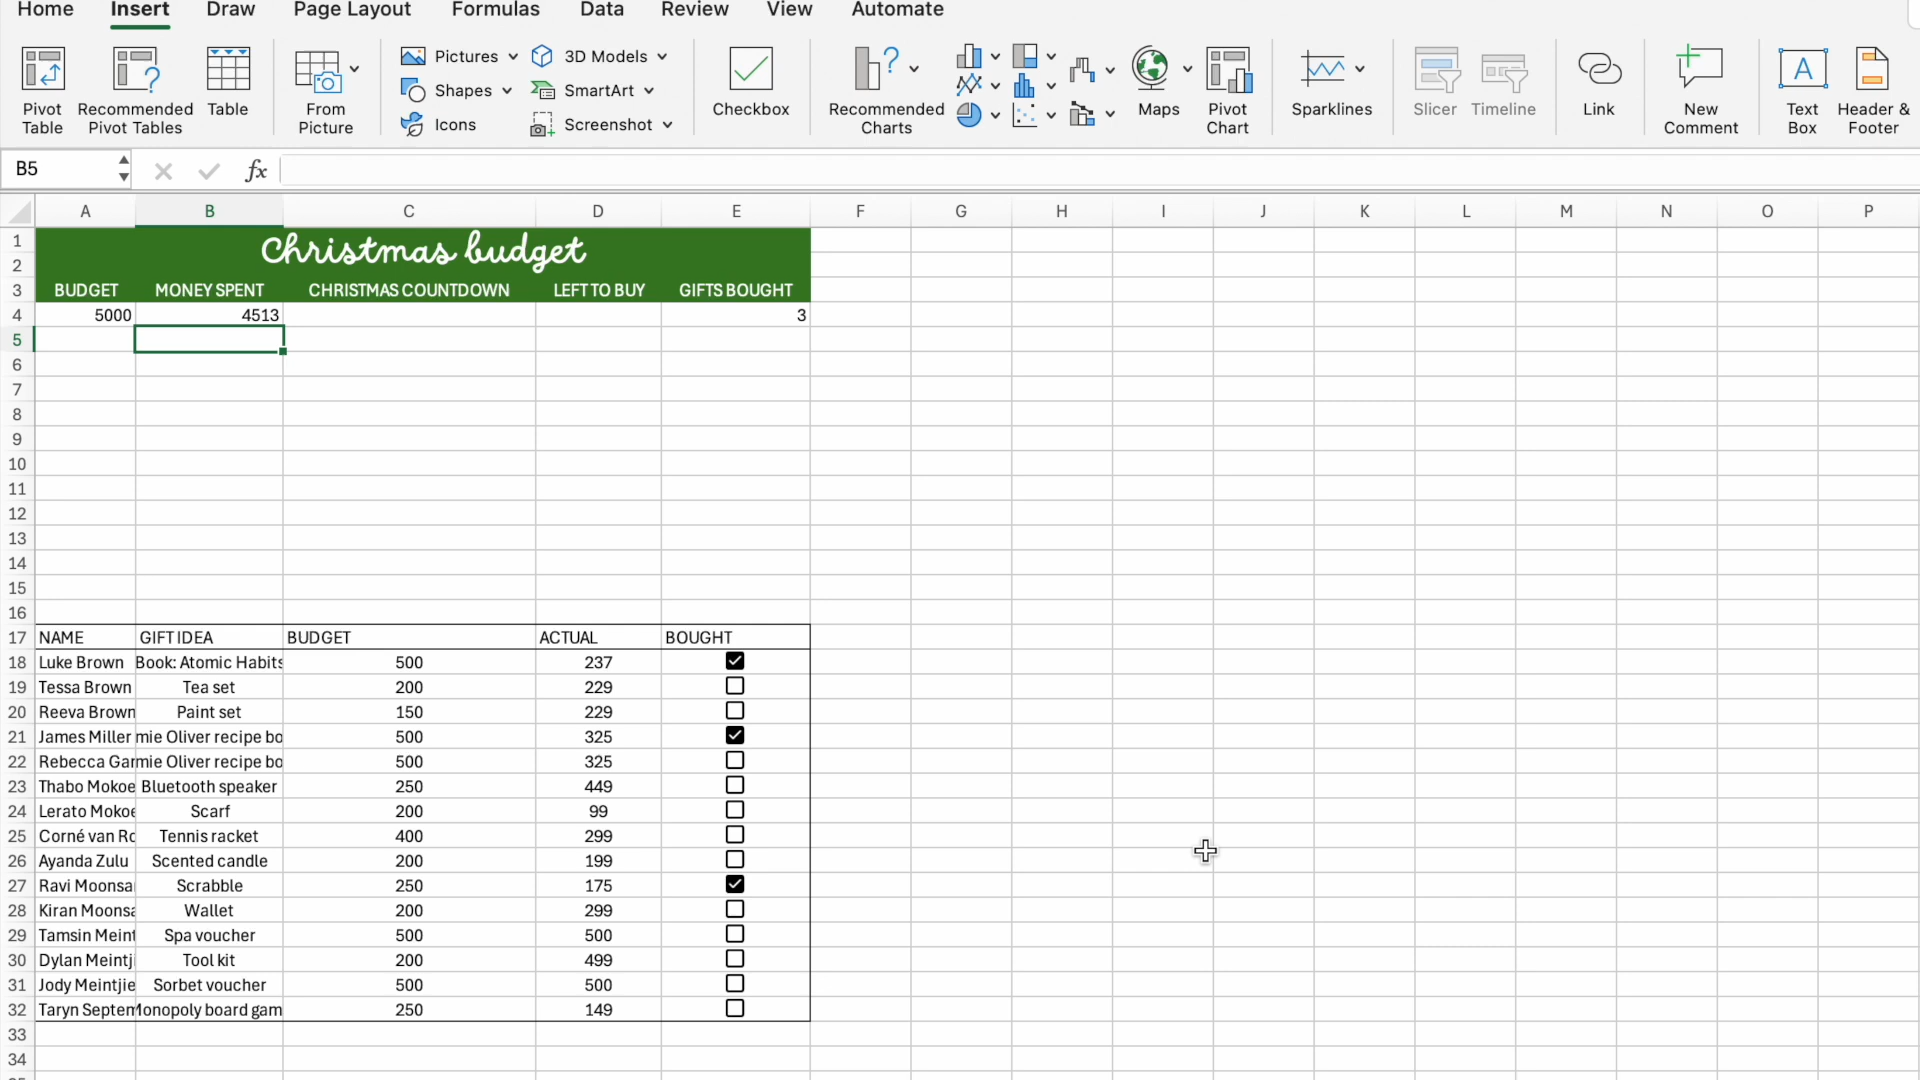 Home Insert Draw Page Layout Formulas Data Review View Automate
Pivot Table
Recommended Pivot Tables
Table
From Picture
Pictures
Shapes
Icons
3D Models
SmartArt
Screenshot
Checkbox
Recommended Charts
Maps
Pivot Chart
Sparklines
Slicer
Timeline
Link
New Comment
Text Box
Header & Footer
B5 fx
A B C D E F G H I J K L M N O P
1 Christmas budget
2
3 BUDGET MONEY SPENT CHRISTMAS COUNTDOWN LEFT TO BUY GIFTS BOUGHT
4 5000 4513 3
5
6
7
8
9
10
11
12
13
14
15
16
17 NAME GIFT IDEA BUDGET ACTUAL BOUGHT
18 Luke Brown Book: Atomic Habits 500 237
19 Tessa Brown Tea set 200 229
20 Reeva Brown Paint set 150 229
21 James Miller mie Oliver recipe bo 500 325
22 Rebecca Gar mie Oliver recipe bo 500 325
23 Thabo Mokoe Bluetooth speaker 250 449
24 Lerato Mokoe Scarf 200 99
25 Corné van Ro Tennis racket 400 299
26 Ayanda Zulu Scented candle 200 199
27 Ravi Moonsa Scrabble 250 175
28 Kiran Moonsa Wallet 200 299
29 Tamsin Meint Spa voucher 500 500
30 Dylan Meintj Tool kit 200 499
31 Jody Meintjie Sorbet voucher 500 500
32 Taryn Septem Monopoly board gam 250 149
33
34